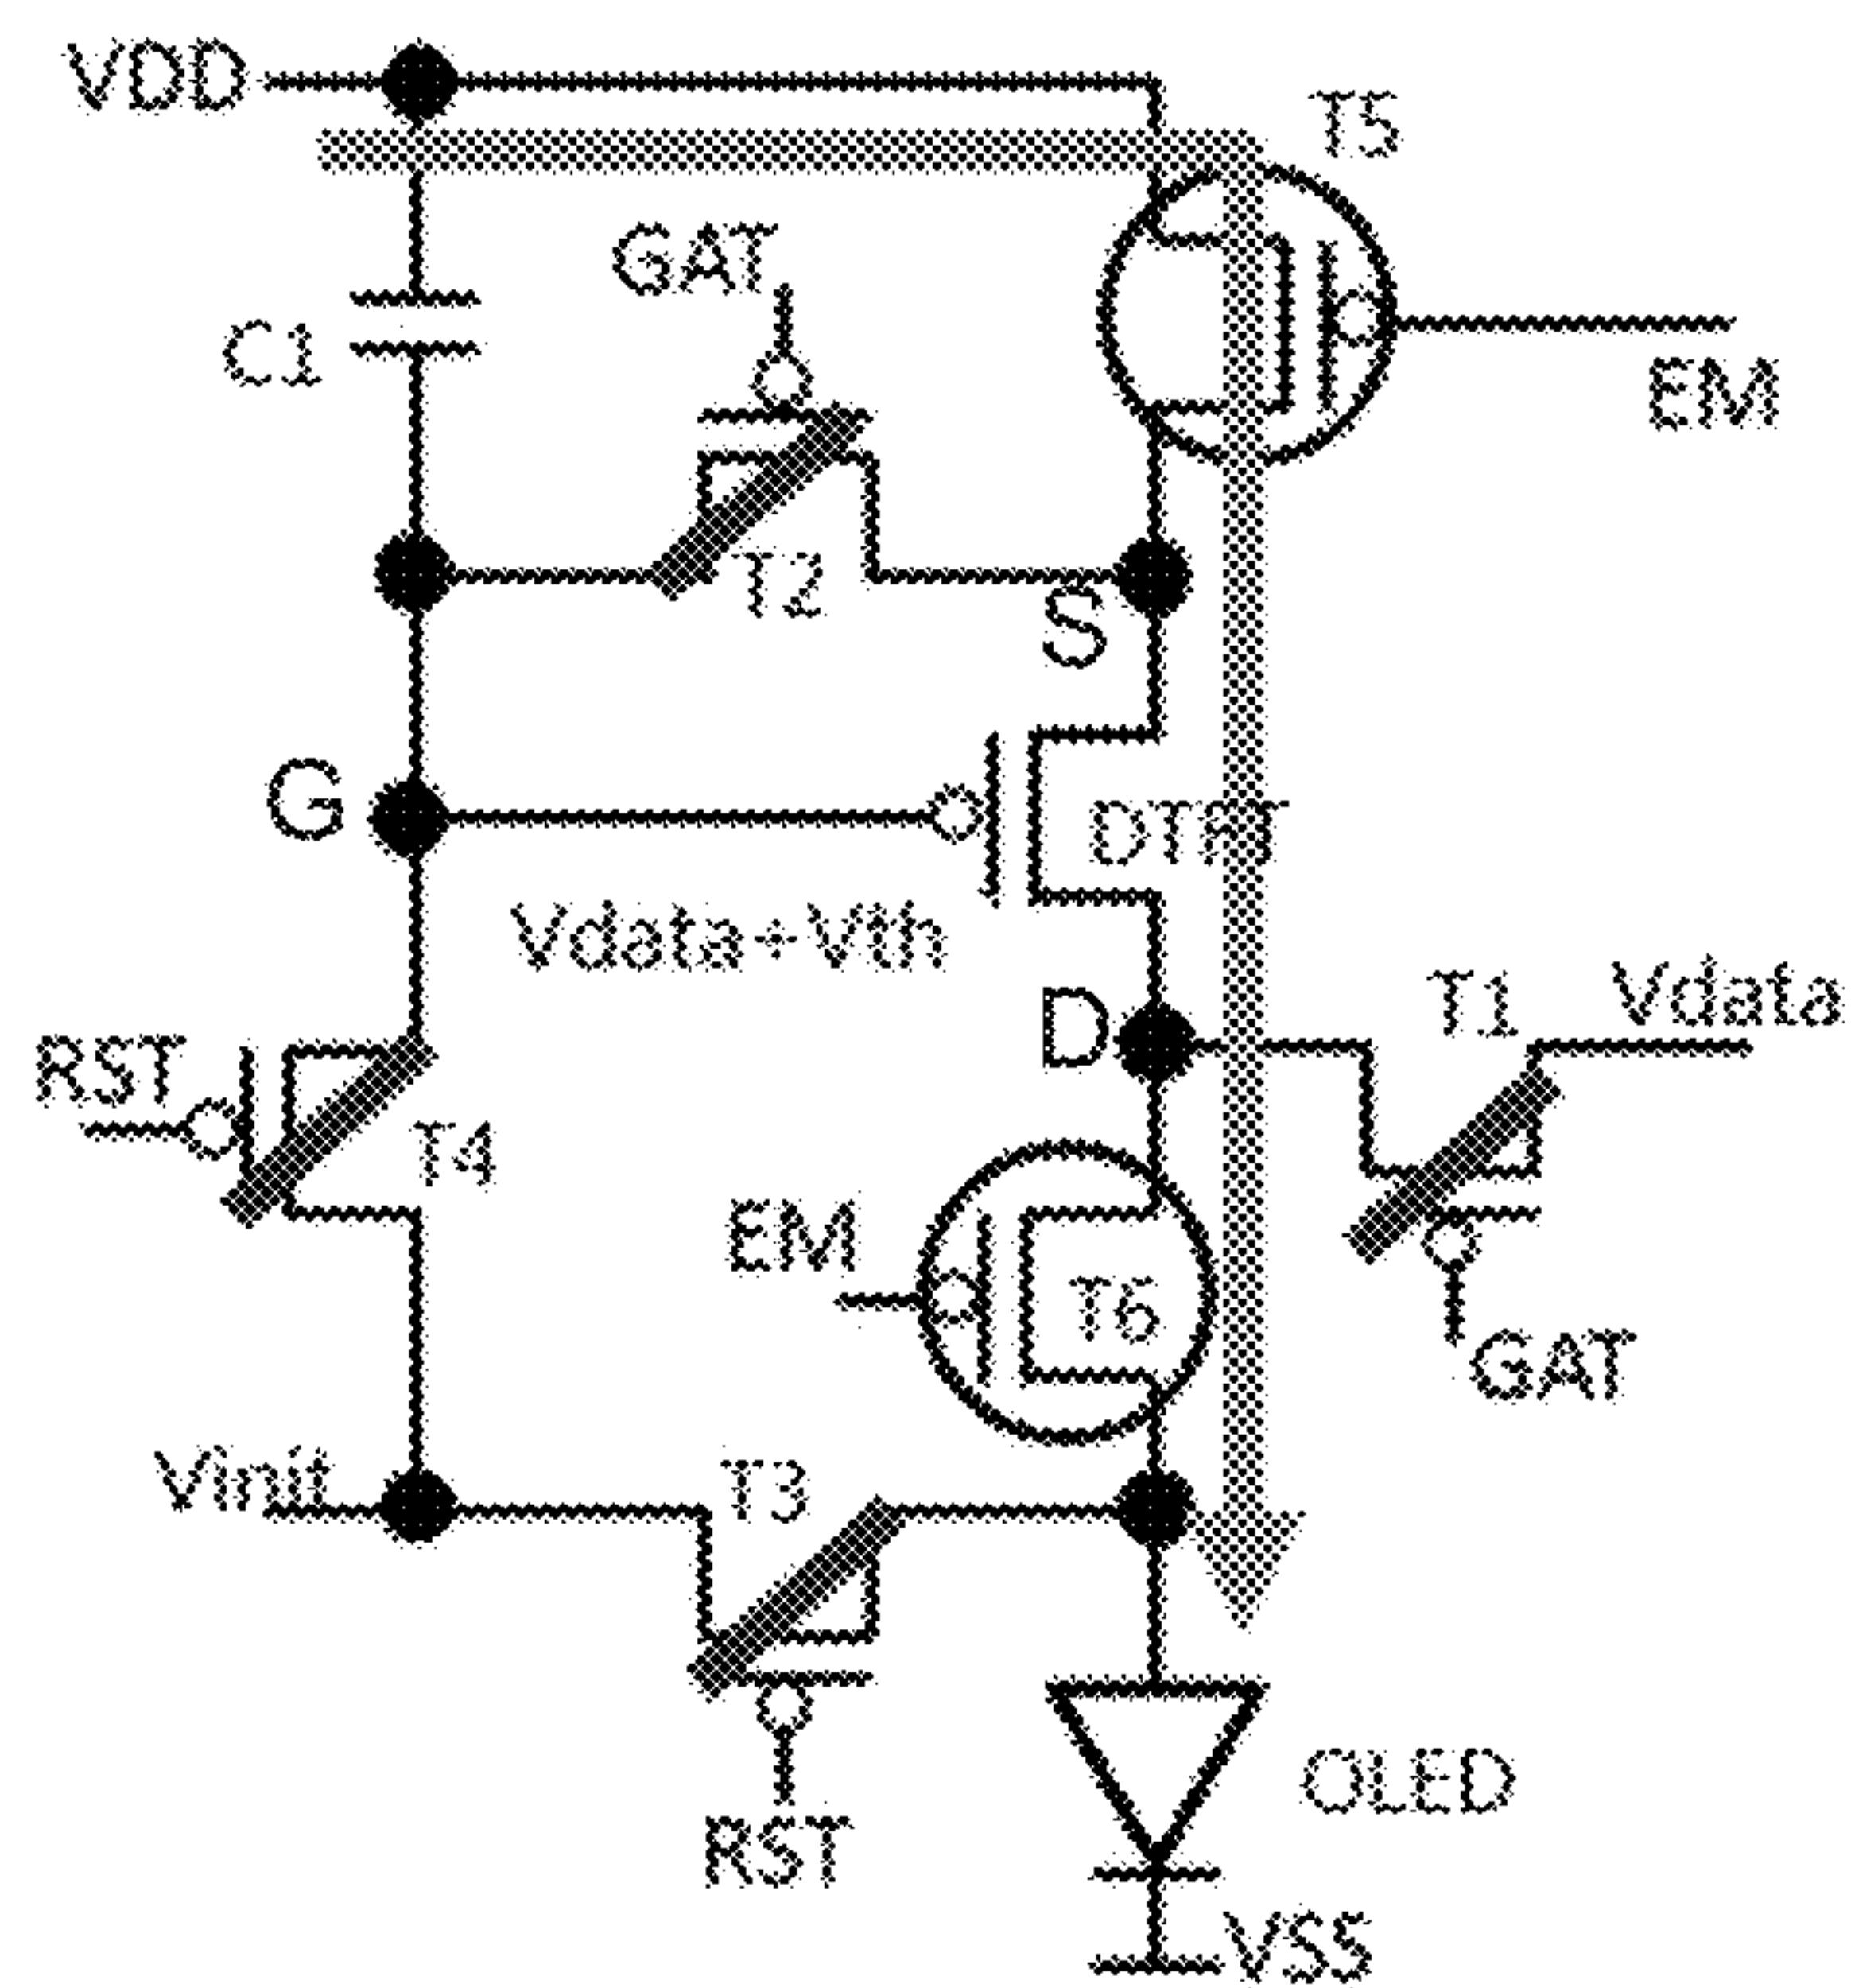 VDD
T5
GAT
C1
EM
T2
S
G
DTFT
Vdata+Vth
D
T1
Vdata
RST
T4
EM
T6
GAT
Vinit
T3
OLED
RST
VSS